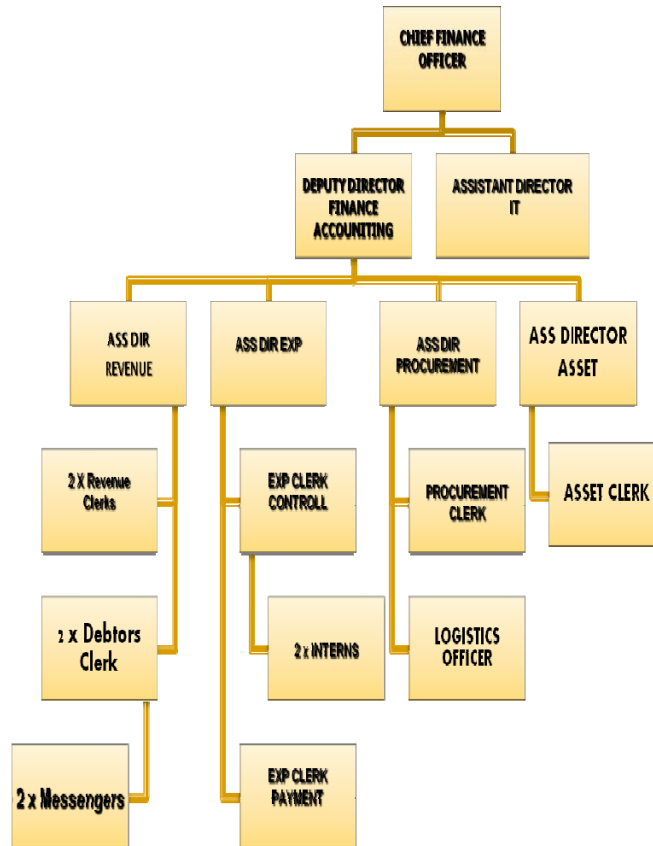 CHIEF FINANCE
OFFICER
DEPUTY DIRECTOR
FINANCE
ACCOUNITING
ASSISTANT DIRECTOR
IT
ASS DIR
REVENUE
ASS DIR EXP
ASS DIR
PROCUREMENT
ASS DIRECTOR
ASSET
2 X Revenue
Clerks
EXP CLERK
CONTROLL
PROCUREMENT
CLERK
ASSET CLERK
2 x Debtors
Clerk
2 x INTERNS
LOGISTICS
OFFICER
2 x Messengers
EXP CLERK
PAYMENT